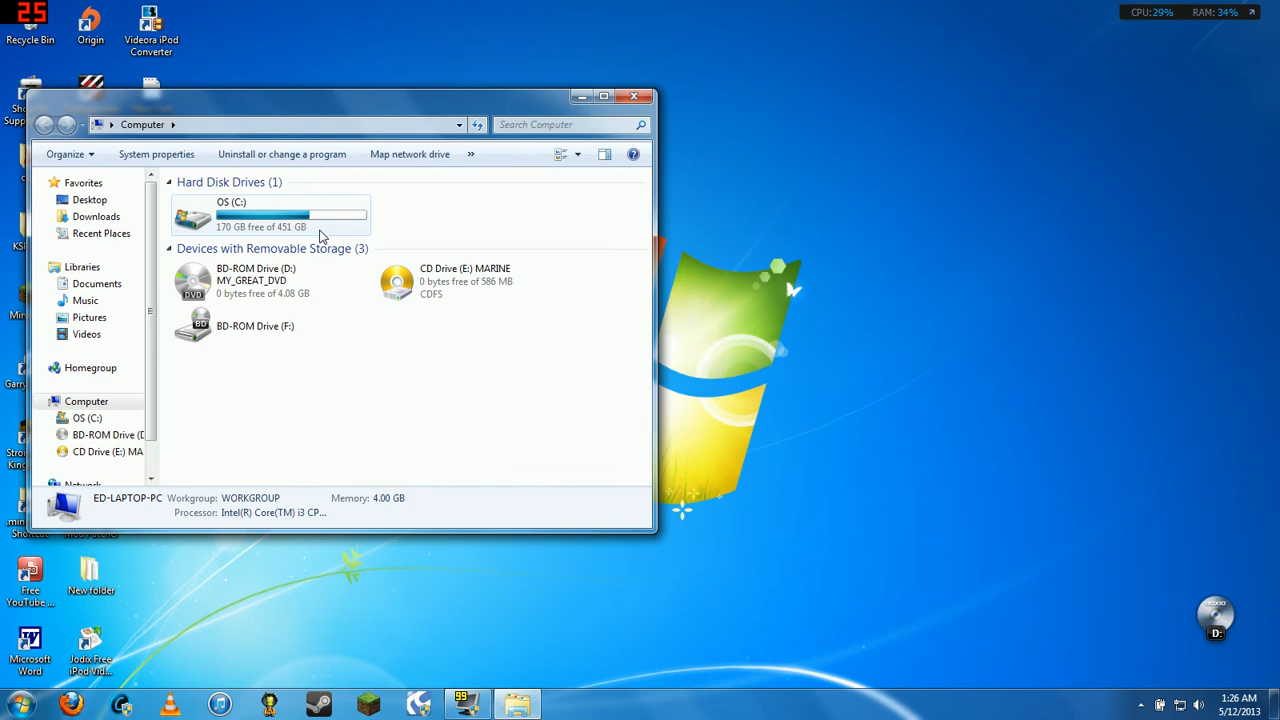 25
Recycle Bin
Origin
Videora iPod
Converter
CPU:29% RAM: 34%
Computer
Search Computer
Organize System properties Uninstall or change a program Map network drive »
Favorites
Desktop
Downloads
Recent Places
Libraries
Documents
Music
Pictures
Videos
Homegroup
Computer
OS (C:)
BD-ROM Drive (D
CD Drive (E:) MA
Network
Hard Disk Drives (1)
OS (C:)
170 GB free of 451 GB
Devices with Removable Storage (3)
BD-ROM Drive (D:)
MY_GREAT_DVD
0 bytes free of 4.08 GB
DVD
CD Drive (E:) MARINE
0 bytes free of 586 MB
CDFS
BD
BD-ROM Drive (F:)
ED-LAPTOP-PC Workgroup: WORKGROUP Memory: 4.00 GB
Processor: Intel(R) Core(TM) i3 CP...
Free
YouTube ...
New folder
Microsoft
Word
Jodix Free
iPod Vid...
ROXIO
D:
99
1:26 AM
5/12/2013